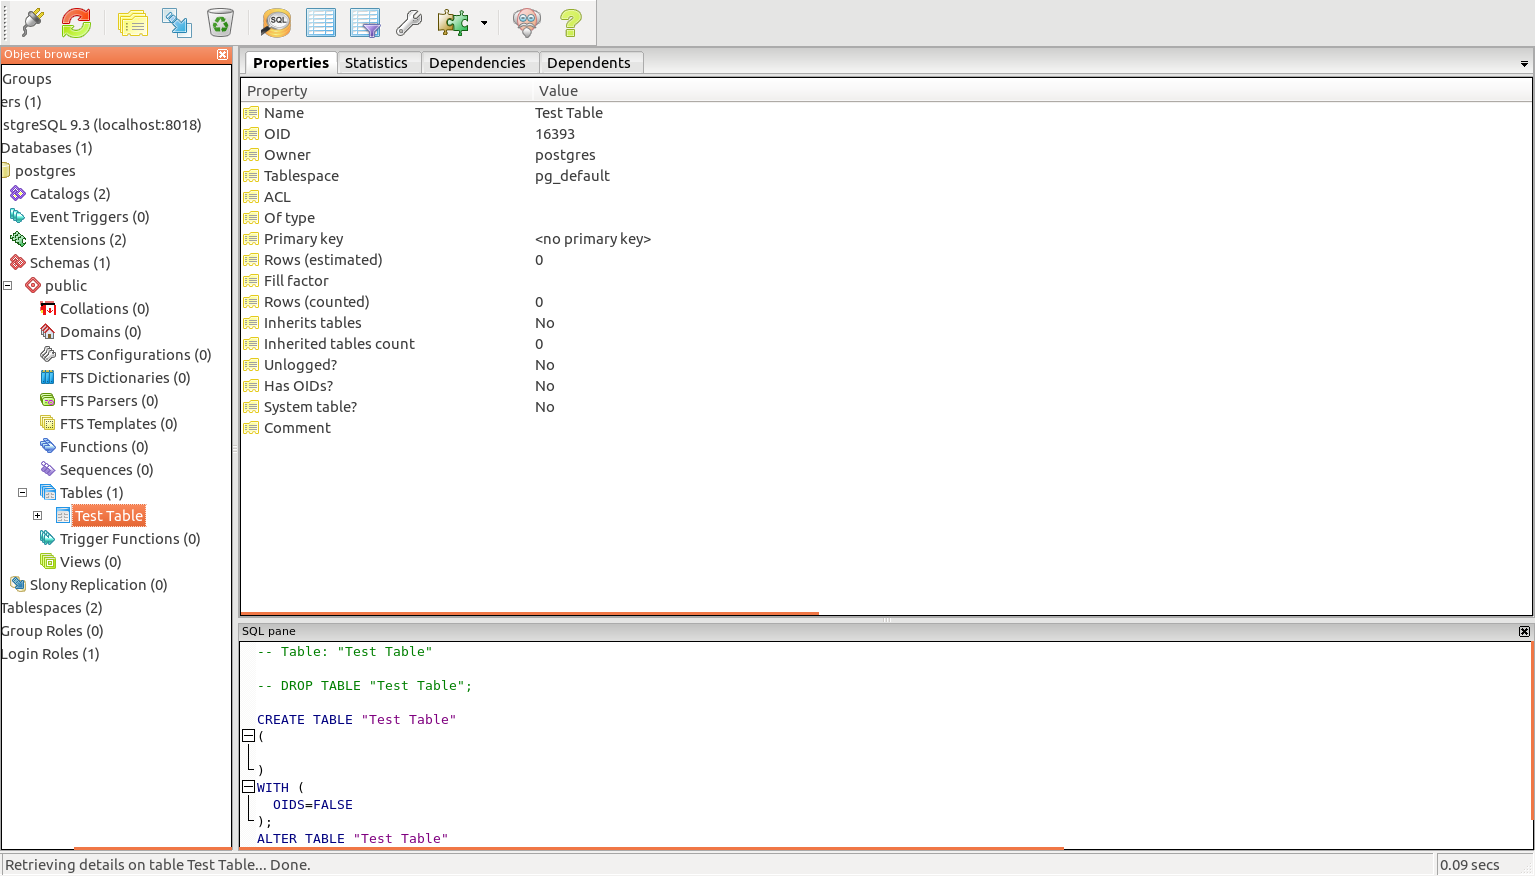 SQL
Object browser
Groups
ers (1)
stgreSQL 9.3 (localhost:8018)
Databases (1)
postgres
Catalogs (2)
Event Triggers (0)
Extensions (2)
Schemas (1)
public
Collations (0)
Domains (0)
FTS Configurations (0)
FTS Dictionaries (0)
FTS Parsers (0)
FTS Templates (0)
Functions (0)
Sequences (0)
Tables (1)
Test Table
Trigger Functions (0)
Views (0)
Slony Replication (0)
Tablespaces (2)
Group Roles (0)
Login Roles (1)
Properties Statistics Dependencies Dependents
Property Value
Name Test Table
OID 16393
Owner postgres
Tablespace pg_default
ACL
Of type
Primary key <no primary key>
Rows (estimated) 0
Fill factor
Rows (counted) 0
Inherits tables No
Inherited tables count 0
Unlogged? No
Has OIDs? No
System table? No
Comment
SQL pane
-- Table: "Test Table"
-- DROP TABLE "Test Table";
CREATE TABLE "Test Table"
(
)
WITH (
OIDS=FALSE
);
ALTER TABLE "Test Table"
Retrieving details on table Test Table... Done.
0.09 secs